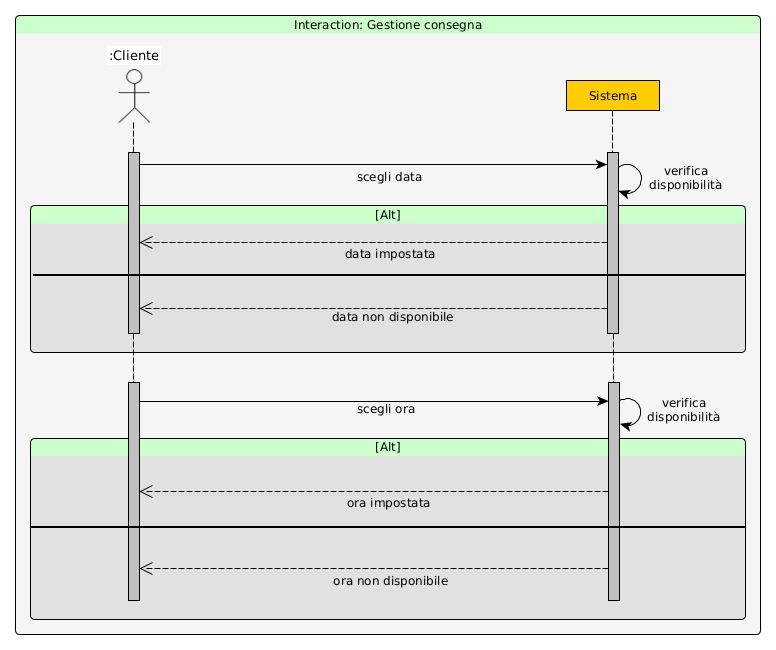 Interaction: Gestione consegna
:Cliente
Sistema
scegli data
verifica
disponibilità
[Alt]
data impostata
data non disponibile
scegli ora
verifica
disponibilità
[Alt]
ora impostata
ora non disponibile